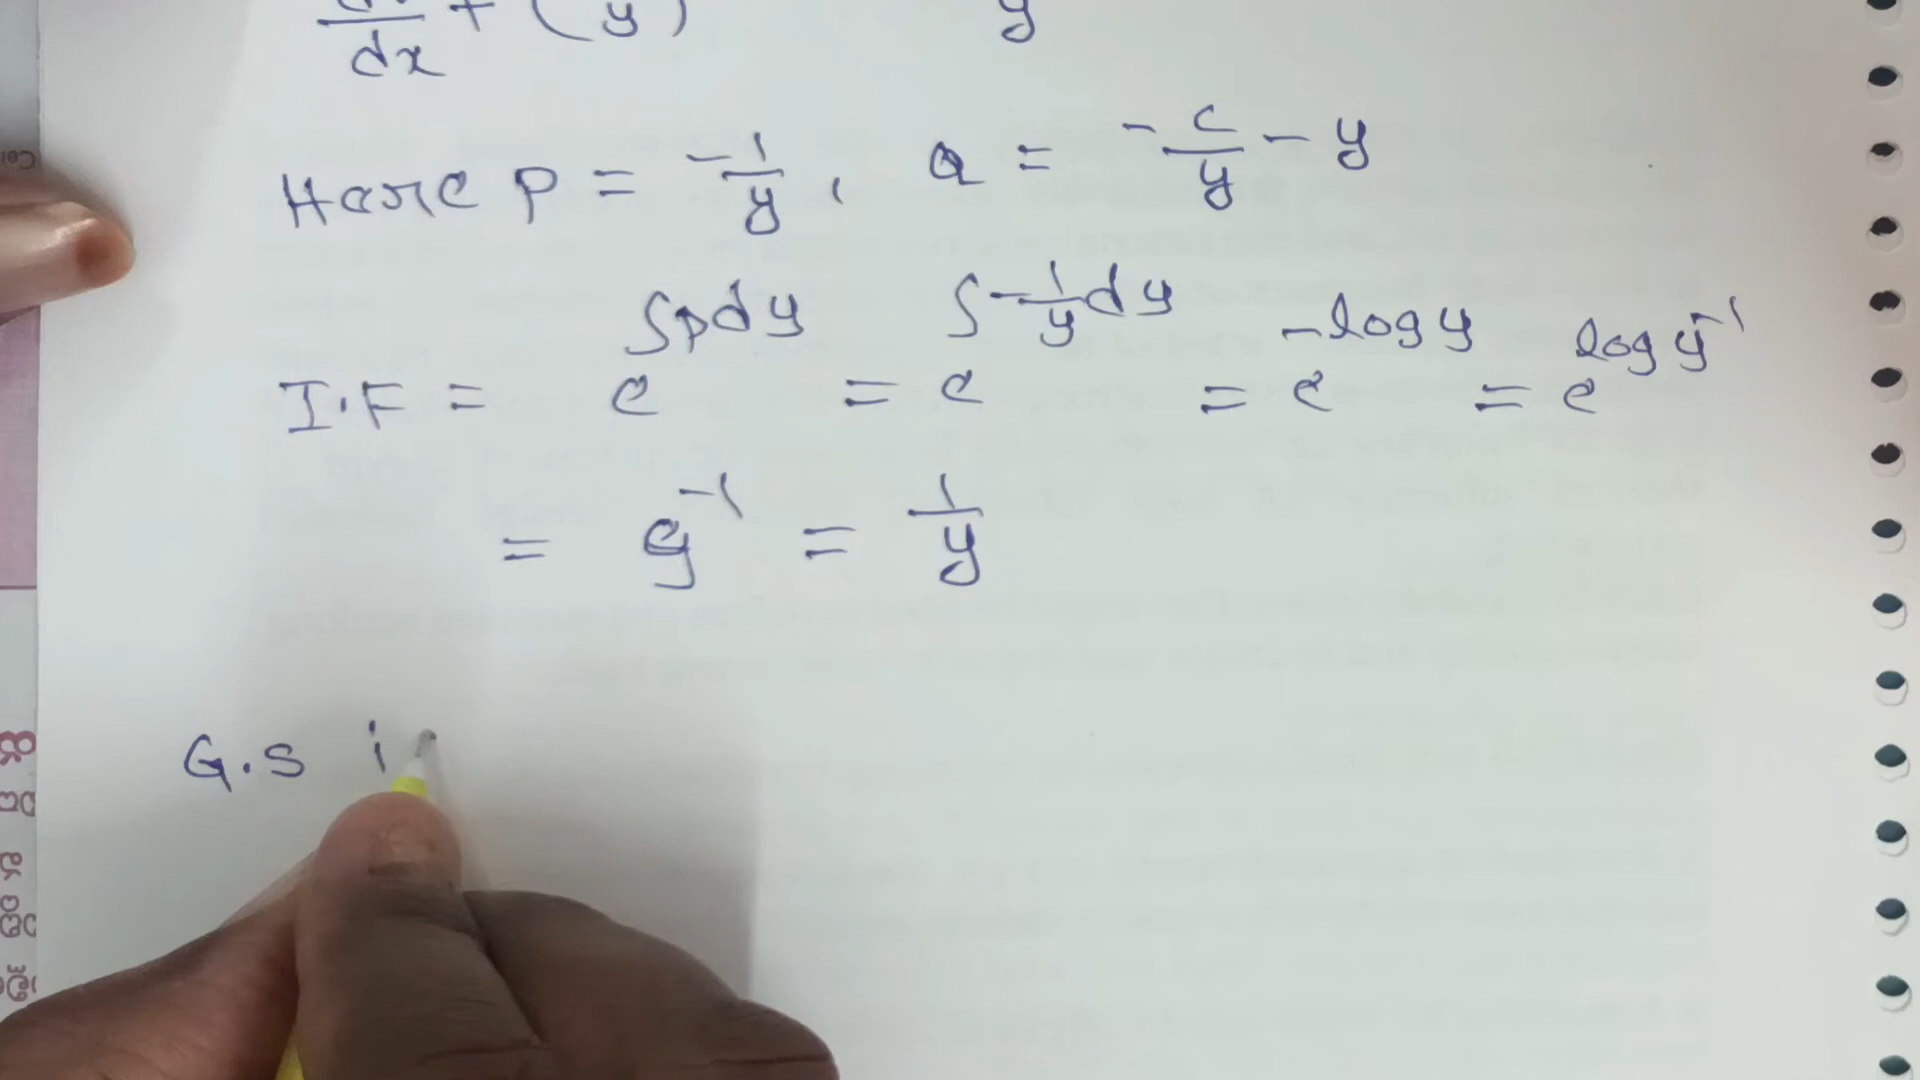 dx + (y) y
Here P = -1/y, Q = -c/y - y
I.F = e^∫pdy = e^∫-1/y dy = e^-log y = e^log y^-1
= y^-1 = 1/y
G.S i